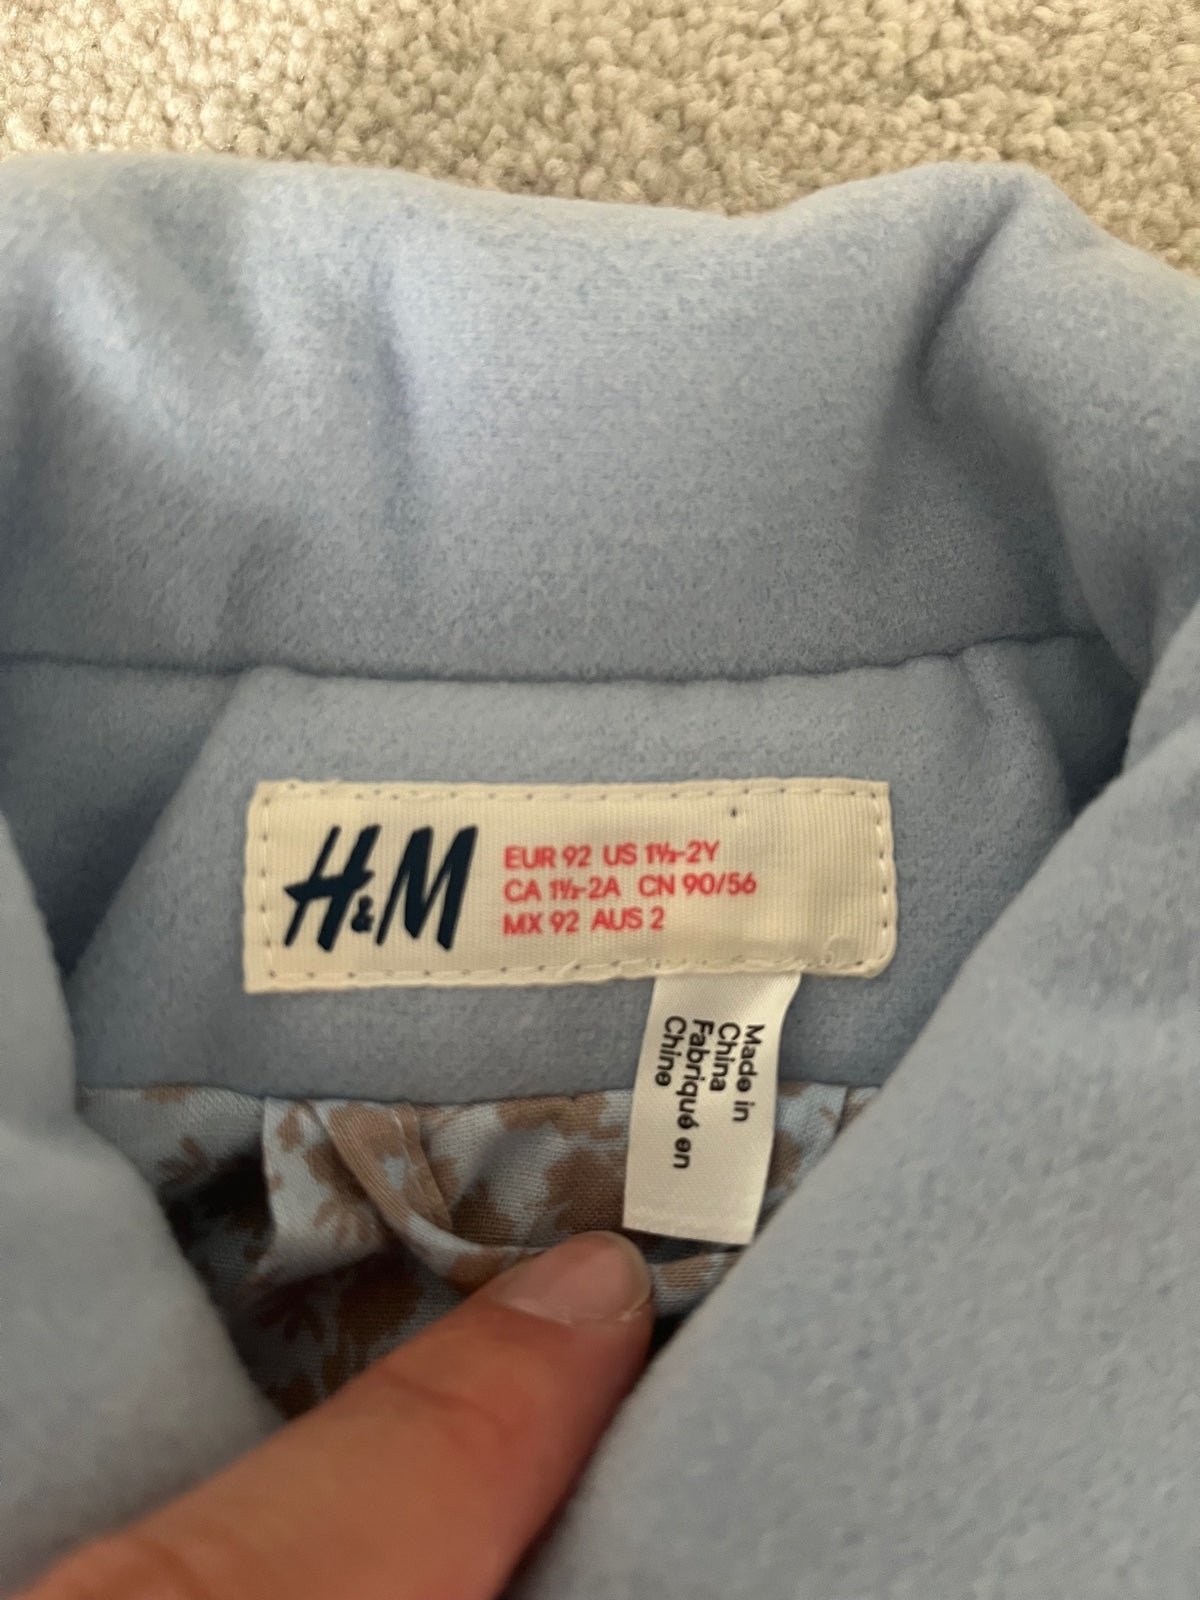 H&M
EUR 92 US 1½-2Y
CA 1½-2A CN 90/56
MX 92 AUS 2
Made in
China
Fabriqué en
Chine